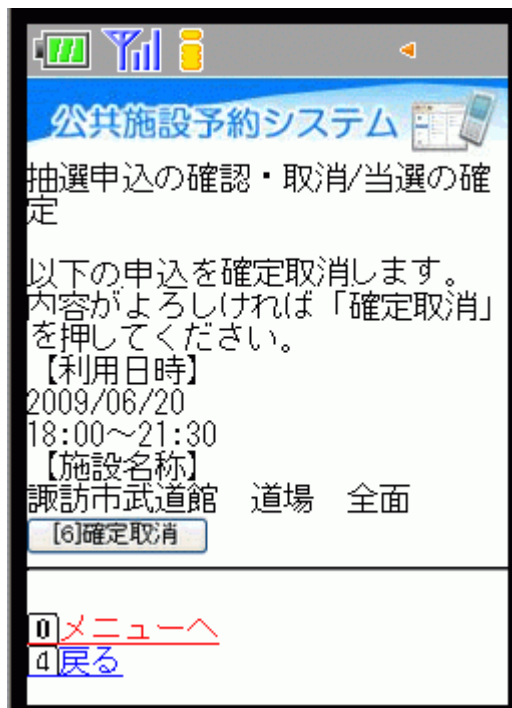 公共施設予約システム
抽選申込の確認・取消/当選の確
定
以下の申込を確定取消します。
内容がよろしければ「確定取消」
を押してください。
【利用日時】
2009/06/20
18:00～21:30
【施設名称】
諏訪市武道館　道場　全面
[6]確定取消
0メニューへ
4戻る